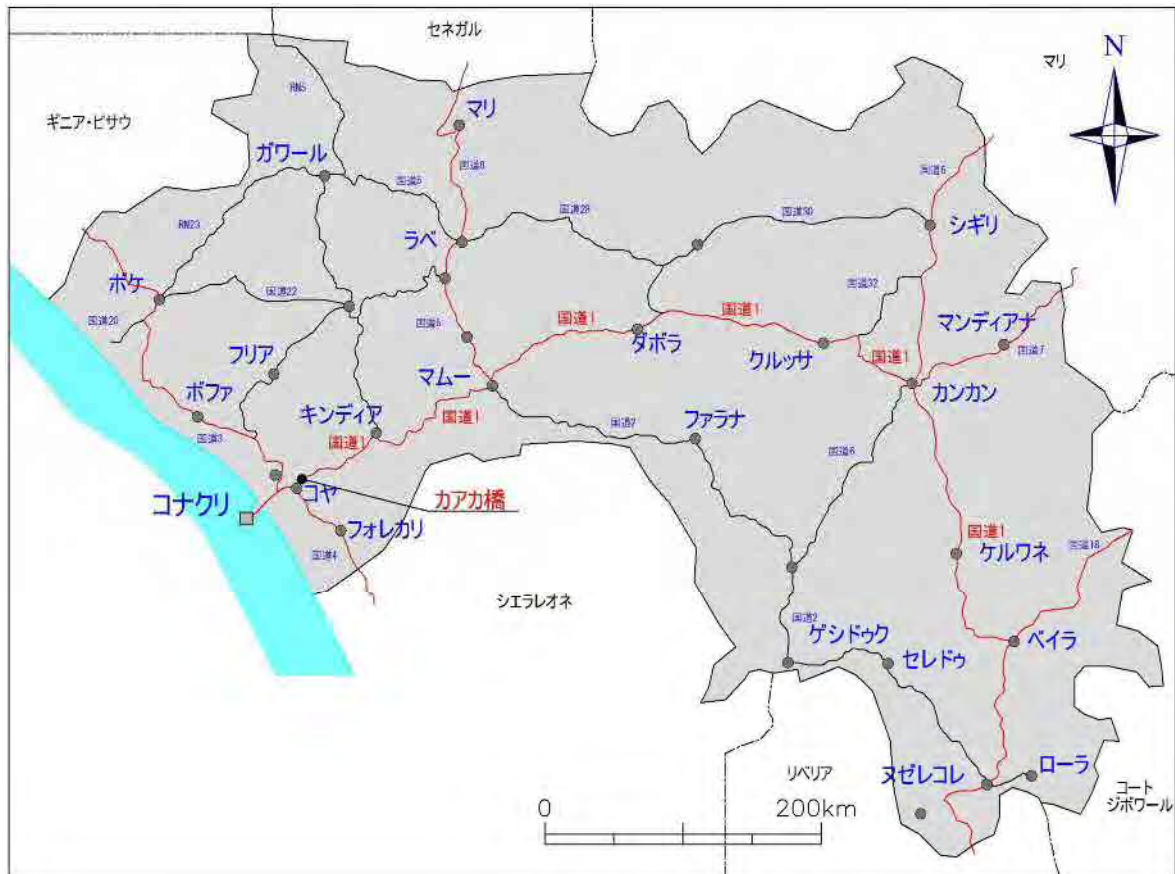 セネガル
N
マリ
ギニア・ビサウ
RN5
マリ
国道8
ガワール
国道5
国道6
RN23
国道29
国道30
シギリ
ラベ
ボケ
国道22
国道32
国道20
マンディアナ
国道1
国道1
国道5
ダボラ
クルッサ
国道1
国道7
フリア
マムー
カンカン
ボファ
キンディア
国道1
国道2
ファラナ
国道3
国道1
国道6
コナクリ
コヤ
カアカ橋
フォレカリ
国道1
ケルワネ
国道18
国道4
シエラレオネ
国道2
ゲシドゥク
セレドゥ
ベイラ
リベリア
ヌゼレコレ
ローラ
コート
ジボワール
0
200km